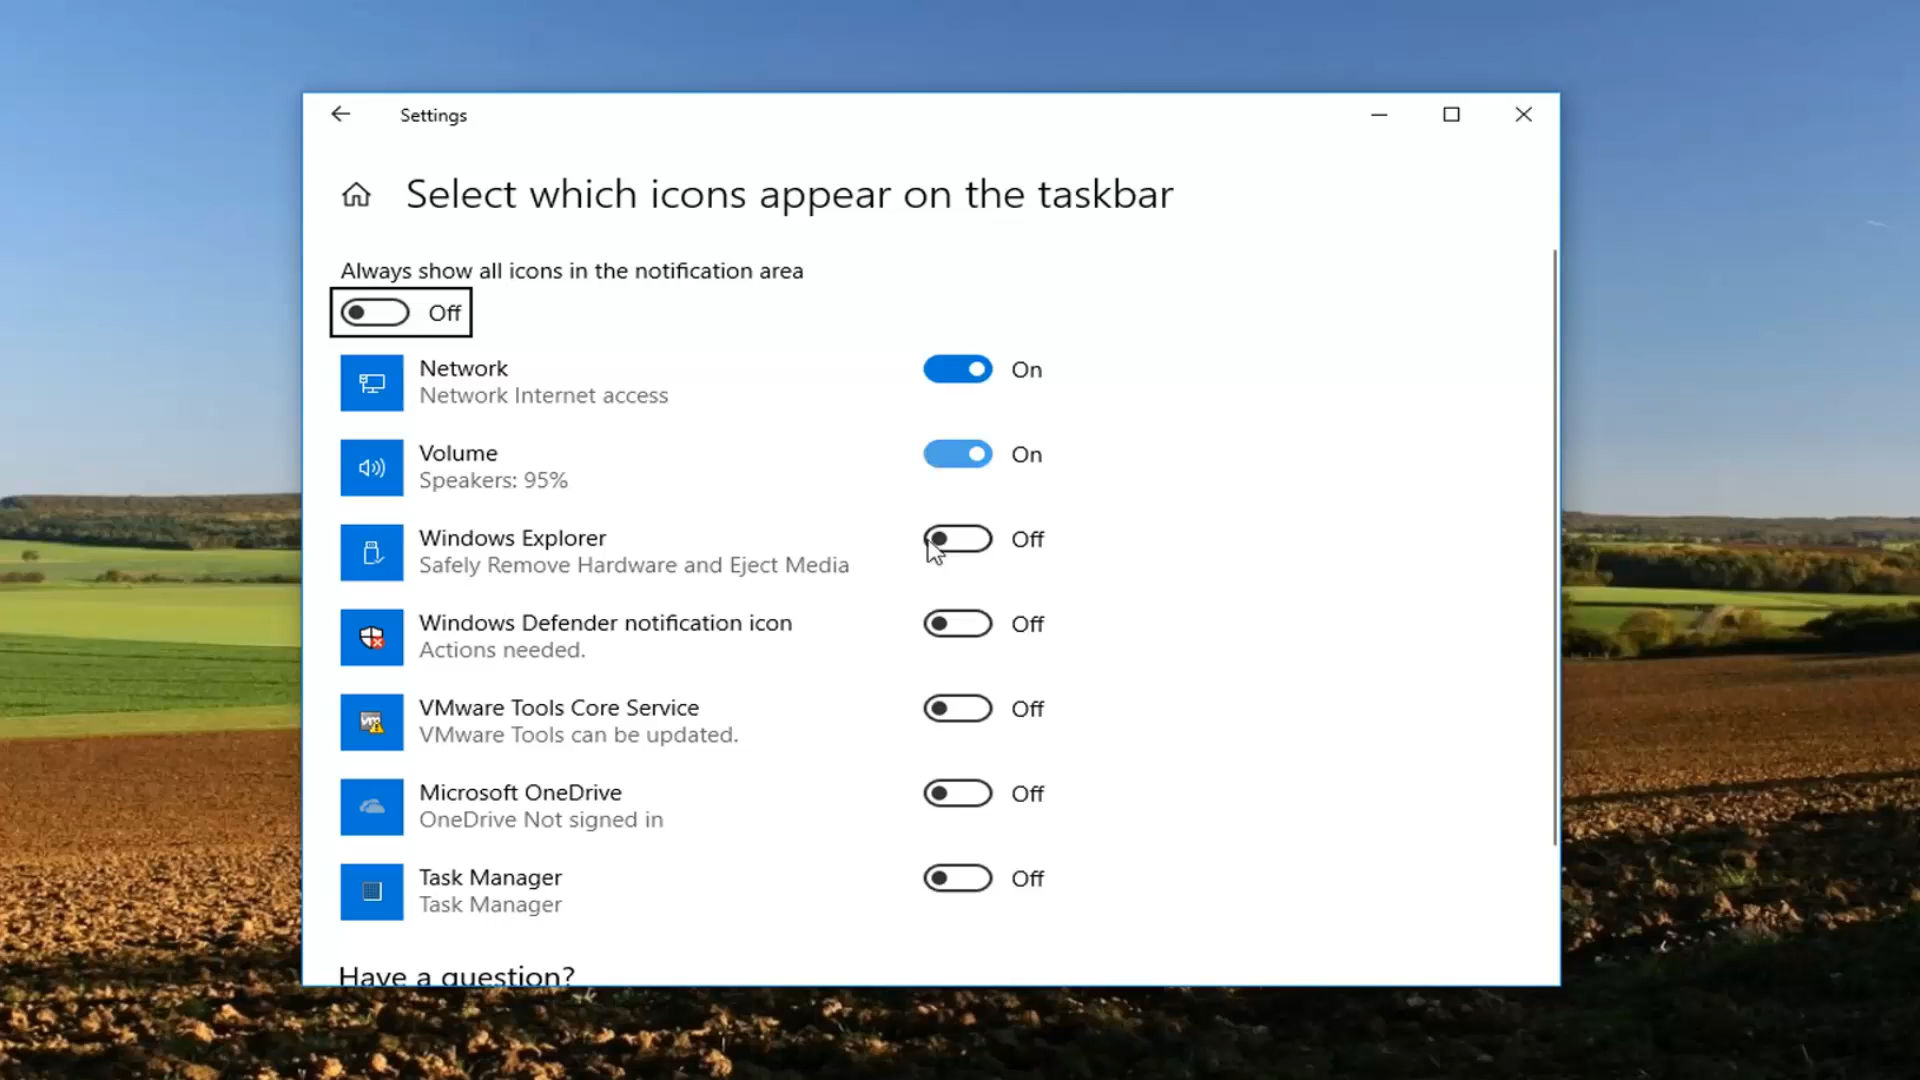 Settings
Select which icons appear on the taskbar
Always show all icons in the notification area
Off
Network
Network Internet access
On
Volume
Speakers: 95%
On
Windows Explorer
Safely Remove Hardware and Eject Media
Off
Windows Defender notification icon
Actions needed.
Off
VMware Tools Core Service
VMware Tools can be updated.
Off
Microsoft OneDrive
OneDrive Not signed in
Off
Task Manager
Task Manager
Off
Have a question?